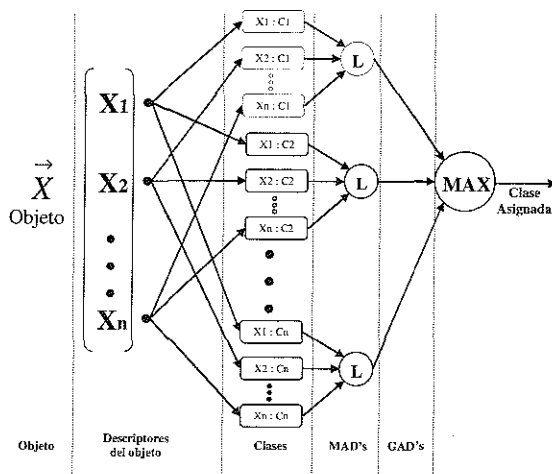 X⃗
Objeto
X1
X2
Xn
X1 : C1
X2 : C1
Xn : C1
X1 : C2
X2 : C2
Xn : C2
X1 : Cn
X2 : Cn
Xn : Cn
L
L
L
MAX
Clase
Asignada
Objeto
Descriptores
del objeto
Clases
MAD's
GAD's